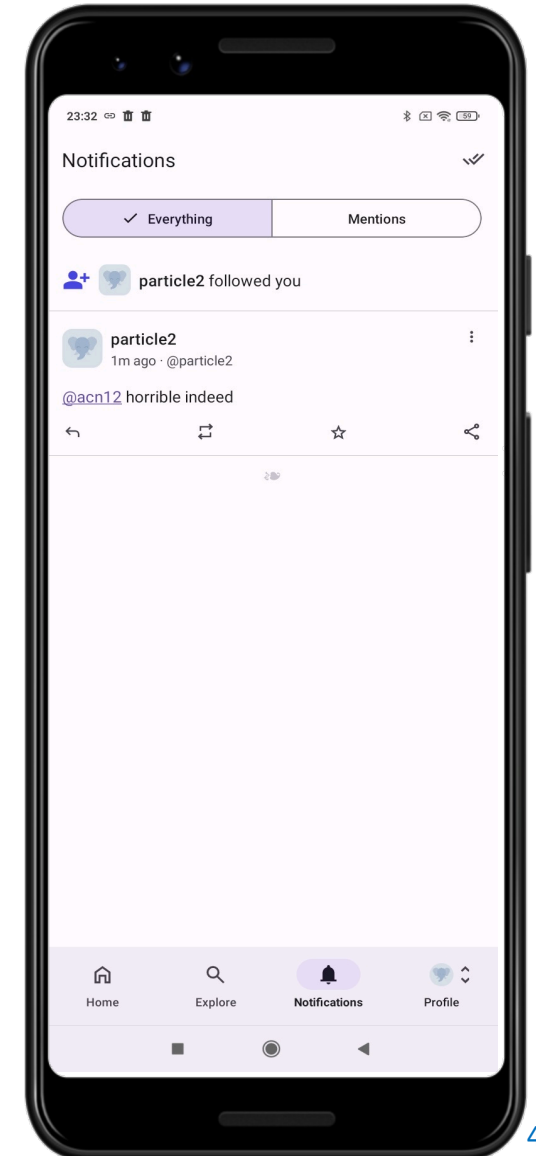 23:32 59
Notifications
Everything Mentions
particle2 followed you
particle2
1m ago · @particle2
@acn12 horrible indeed
Home Explore Notifications Profile